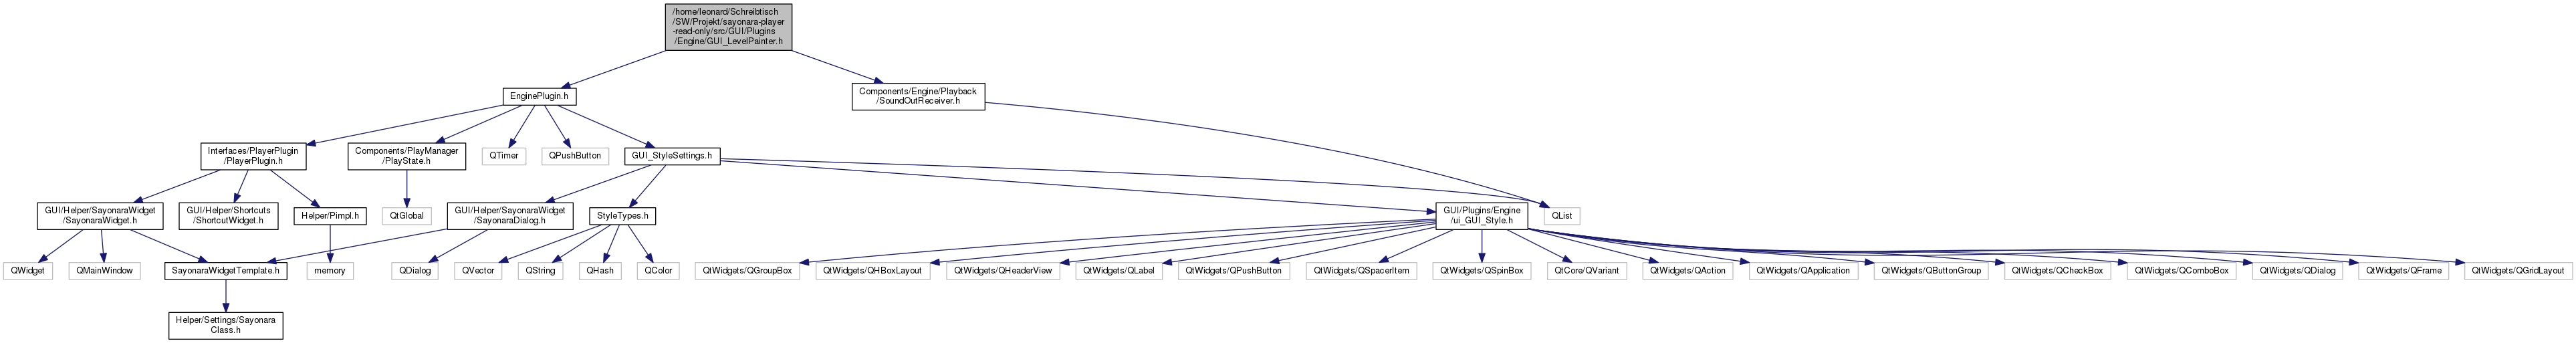 /home/leonard/Schreibtisch
/SW/Projekt/sayonara-player
-read-only/src/GUI/Plugins
/Engine/GUI_LevelPainter.h
EnginePlugin.h
Components/Engine/Playback
/SoundOutReceiver.h
Interfaces/PlayerPlugin
/PlayerPlugin.h
Components/PlayManager
/PlayState.h
QTimer
QPushButton
GUI_StyleSettings.h
GUI/Helper/SayonaraWidget
/SayonaraWidget.h
GUI/Helper/Shortcuts
/ShortcutWidget.h
Helper/Pimpl.h
QtGlobal
GUI/Helper/SayonaraWidget
/SayonaraDialog.h
StyleTypes.h
GUI/Plugins/Engine
/ui_GUI_Style.h
QList
QWidget
QMainWindow
SayonaraWidgetTemplate.h
memory
QDialog
QVector
QString
QHash
QColor
QtWidgets/QGroupBox
QtWidgets/QHBoxLayout
QtWidgets/QHeaderView
QtWidgets/QLabel
QtWidgets/QPushButton
QtWidgets/QSpacerItem
QtWidgets/QSpinBox
QtCore/QVariant
QtWidgets/QAction
QtWidgets/QApplication
QtWidgets/QButtonGroup
QtWidgets/QCheckBox
QtWidgets/QComboBox
QtWidgets/QDialog
QtWidgets/QFrame
QtWidgets/QGridLayout
Helper/Settings/Sayonara
Class.h